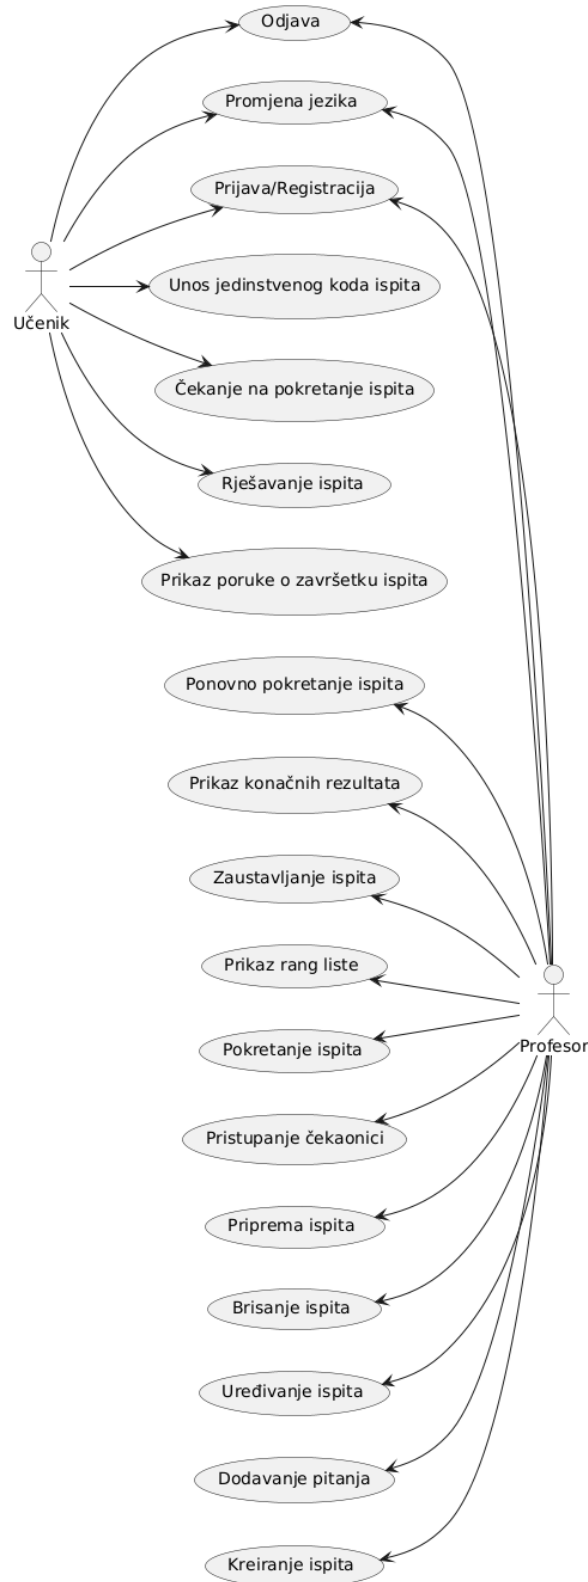 Odjava
Promjena jezika
Prijava/Registracija
Učenik
Unos jedinstvenog koda ispita
Čekanje na pokretanje ispita
Rješavanje ispita
Prikaz poruke o završetku ispita
Ponovno pokretanje ispita
Prikaz konačnih rezultata
Zaustavljanje ispita
Prikaz rang liste
Profesor
Pokretanje ispita
Pristupanje čekaonici
Priprema ispita
Brisanje ispita
Uređivanje ispita
Dodavanje pitanja
Kreiranje ispita